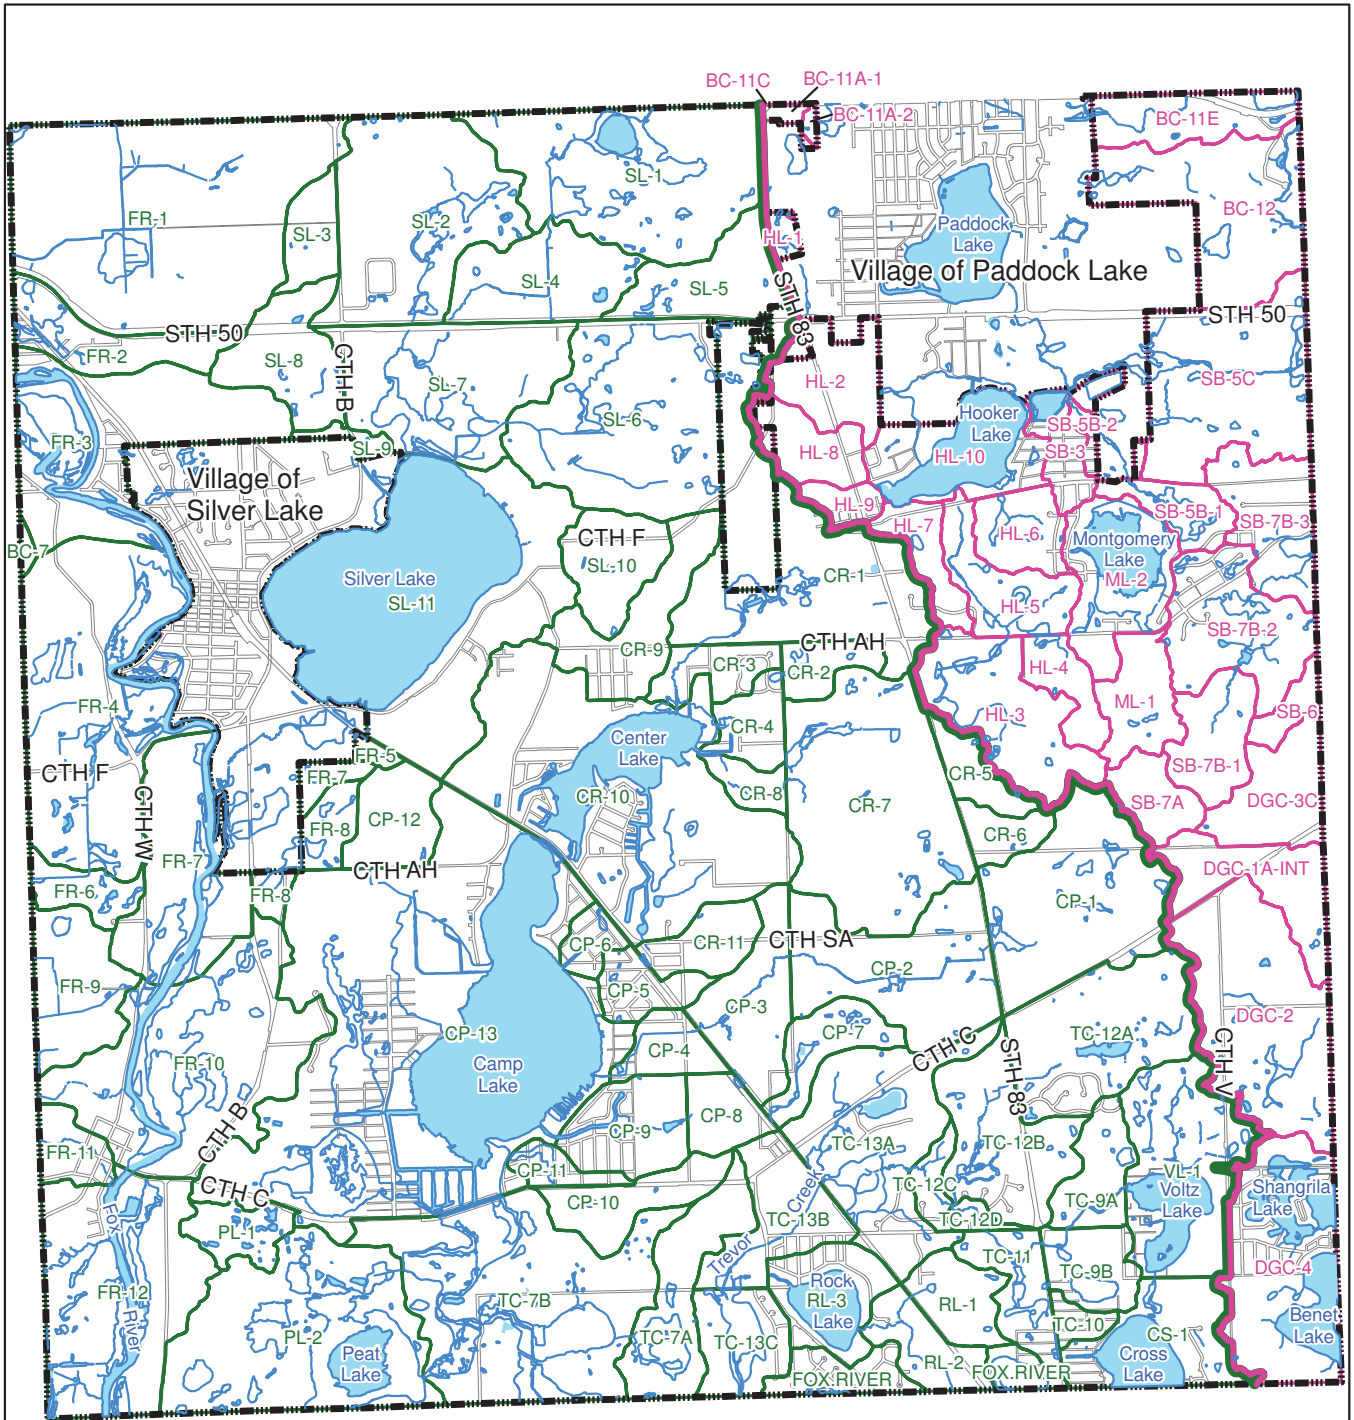 BC-11C
BC-11A-1
BC-11A-2
BC-11E
SL-1
FR-1
SL-3
SL-2
HL-1
Paddock
Lake
BC-12
Village of Paddock Lake
SL-4
SL-5
STH 83
STH 50
STH 50
FR-2
SL-8
CTH B
SL-7
HL-2
SB-5C
SL-6
Hooker
Lake
SB-5B-2
FR-3
SL-9
HL-8
HL-10
SB-3
Village of
Silver Lake
HL-9
HL-7
SB-5B-1
SB-7B-3
BC-7
CTH F
SL-10
HL-6
Montgomery
Lake
ML-2
Silver Lake
SL-11
CR-1
HL-5
SB-7B-2
CTH AH
CR-9
CR-3
CR-2
HL-4
FR-4
ML-1
HL-3
SB-6
CR-4
Center
Lake
FR-5
CTH F
FR-7
CR-5
SB-7B-1
CR-10
CR-8
CR-7
SB-7A
DGC-3C
CTH W
FR-8
CP-12
CR-6
FR-7
CTH AH
DGC-1A-INT
FR-6
FR-8
CP-1
CP-6
CR-11
CTH SA
CP-2
FR-9
CP-5
CP-3
DGC-2
CP-13
CP-7
TC-12A
CTH C
CTH V
STH 83
Camp
Lake
CP-4
FR-10
CP-8
CTH B
CP-9
TC-13A
TC-12B
FR-11
CP-11
VL-1
Voltz
Lake
Shangrila
Lake
CTH C
CP-10
TC-12C
TC-9A
Creek
Fox
PL-1
TC-13B
TC-12D
Trevor
TC-11
DGC-4
TC-9B
FR-12
River
TC-7B
Rock
RL-3
Lake
RL-1
PL-2
TC-7A
TC-13C
TC-10
CS-1
Benet
Lake
Peat
Lake
RL-2
Cross
Lake
FOX RIVER
FOX RIVER